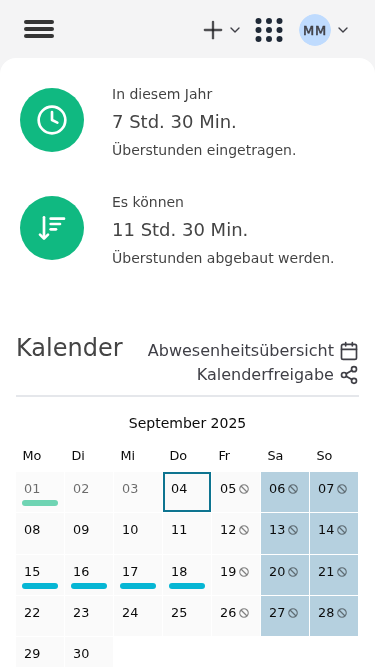 MM
In diesem Jahr
7 Std. 30 Min.
Überstunden eingetragen.
Es können
11 Std. 30 Min.
Überstunden abgebaut werden.
Kalender
Abwesenheitsübersicht
Kalenderfreigabe
September 2025
Mo Di Mi Do Fr Sa So
01 02 03 04 05 06 07
08 09 10 11 12 13 14
15 16 17 18 19 20 21
22 23 24 25 26 27 28
29 30